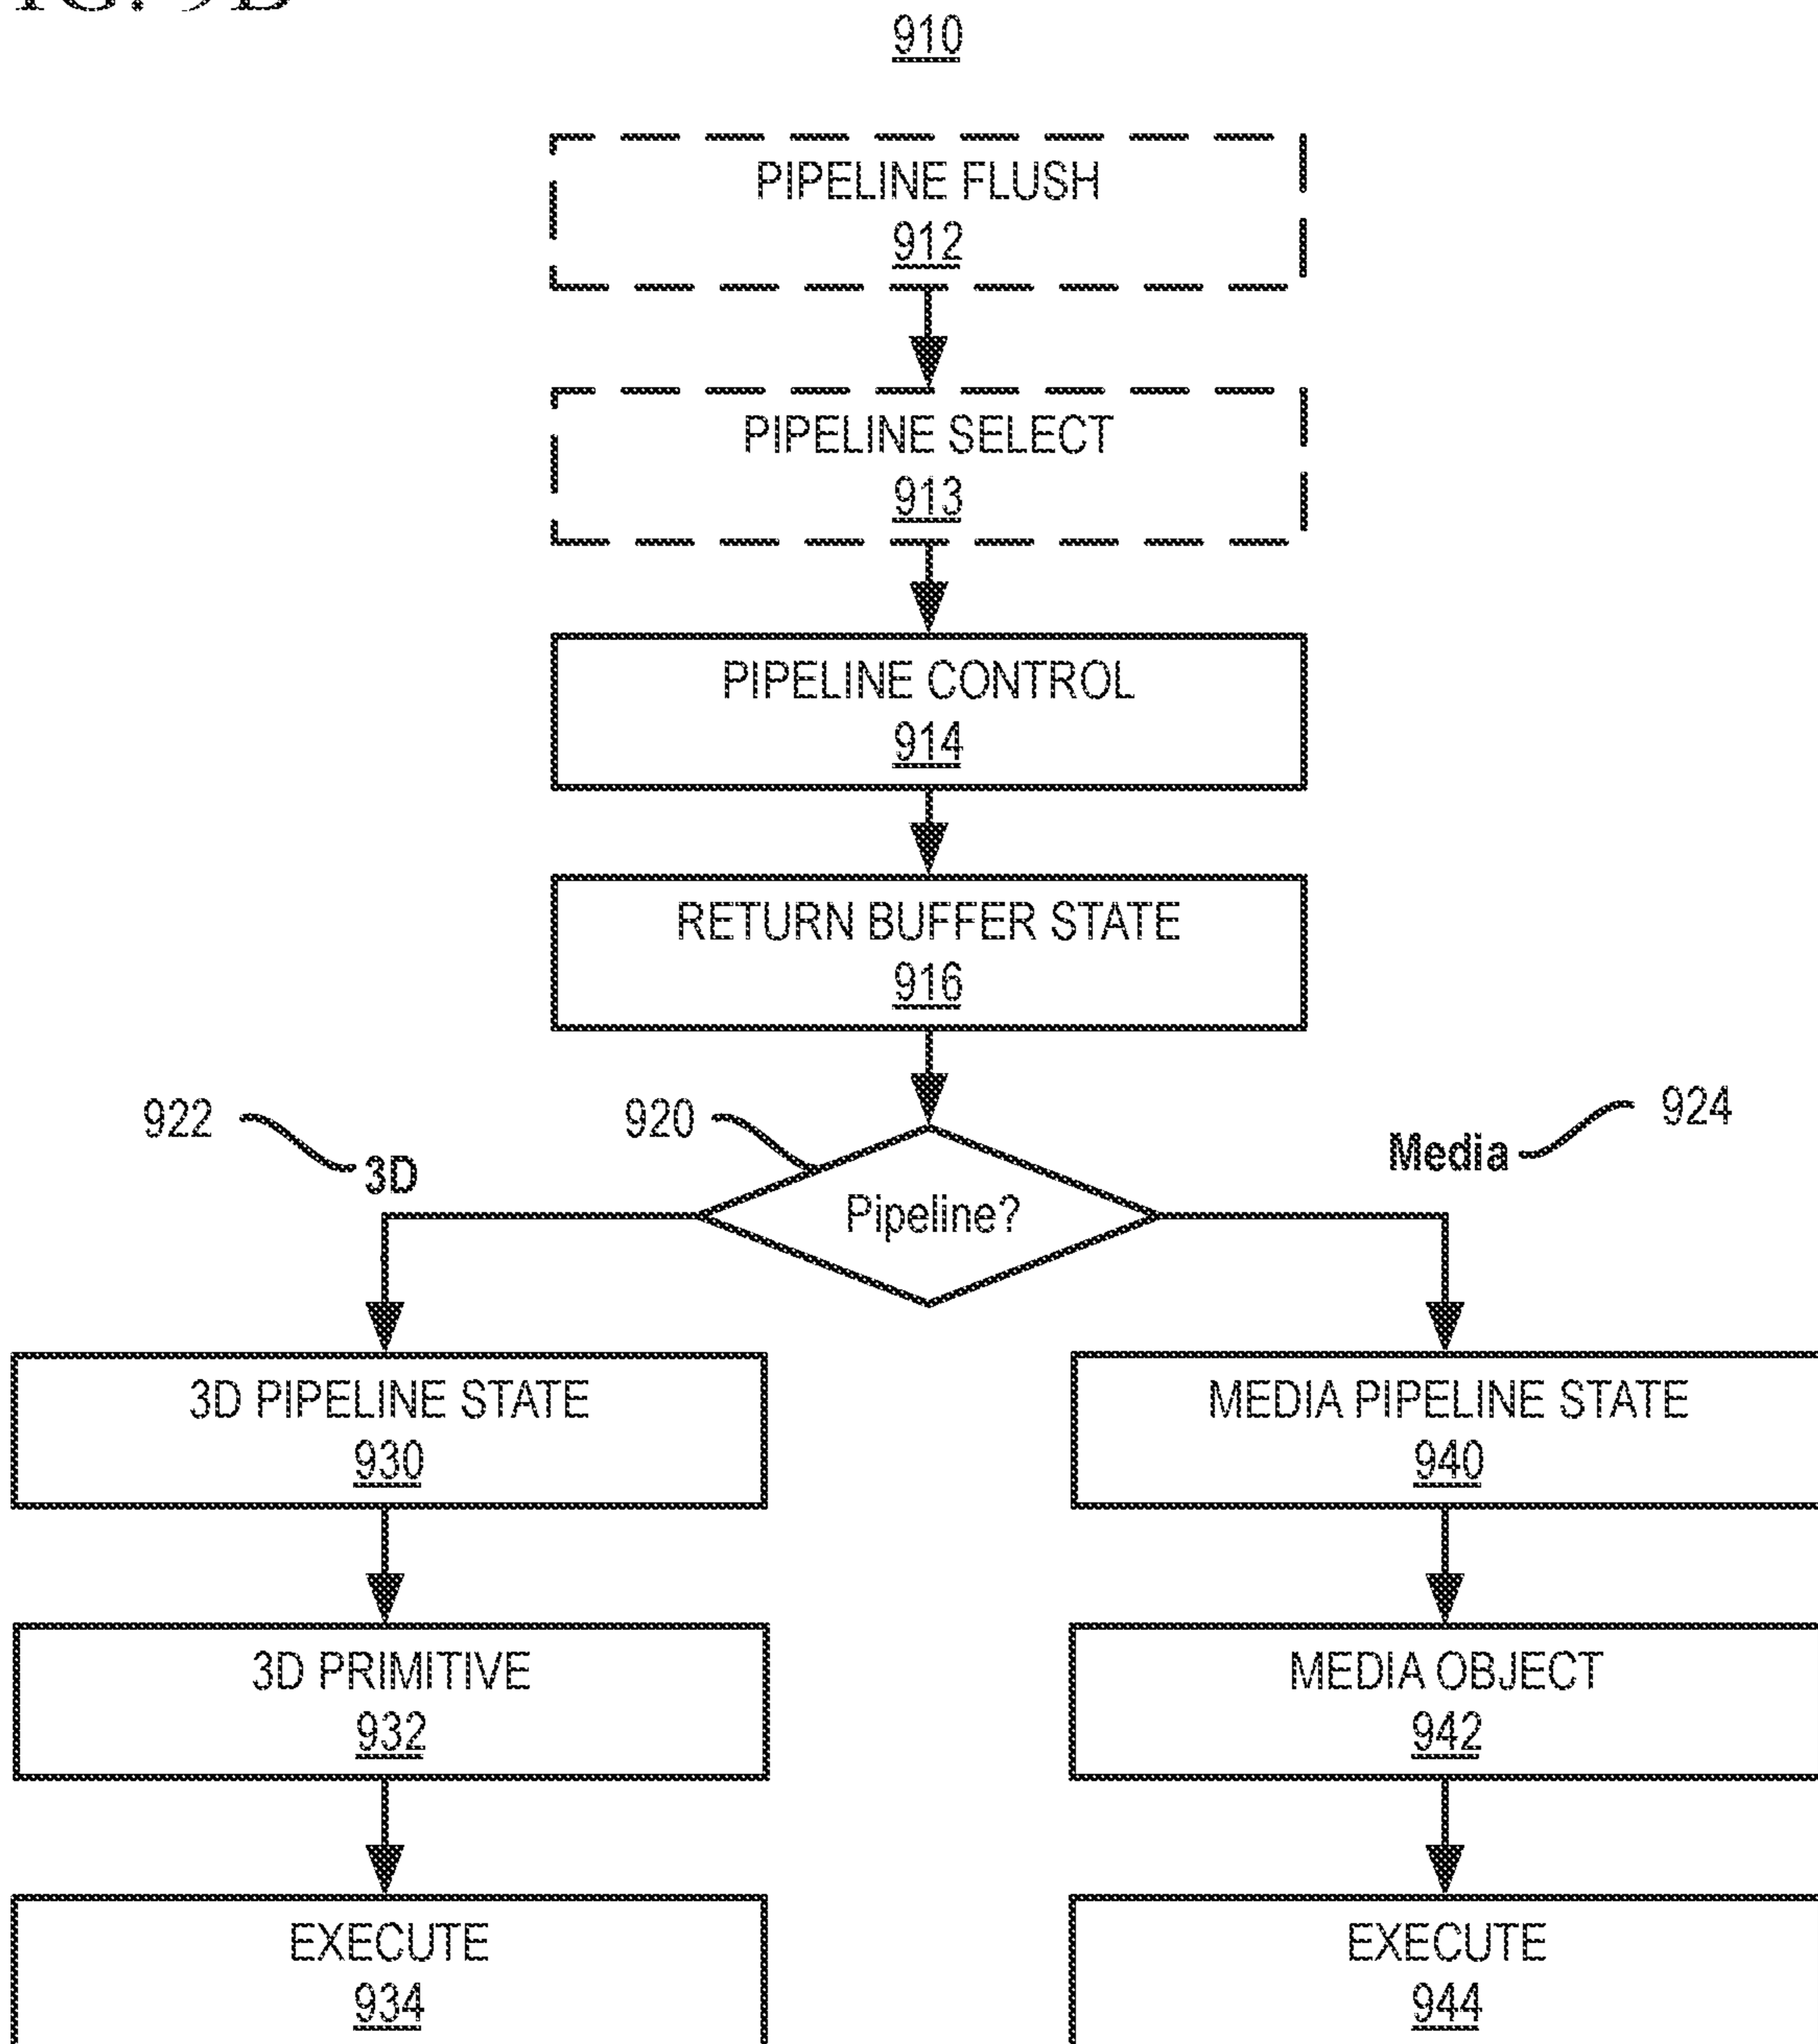 910
PIPELINE FLUSH
912
PIPELINE SELECT
913
PIPELINE CONTROL
914
RETURN BUFFER STATE
916
922
3D
920
Pipeline?
Media
924
3D PIPELINE STATE
930
MEDIA PIPELINE STATE
940
3D PRIMITIVE
932
MEDIA OBJECT
942
EXECUTE
934
EXECUTE
944